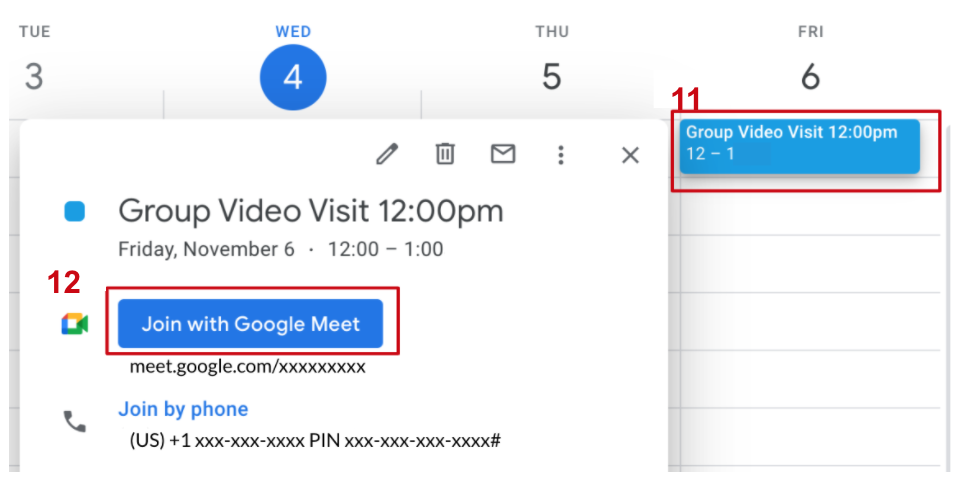 TUE WED THU FRI
3 4 5 6
11
Group Video Visit 12:00pm
12 – 1
Group Video Visit 12:00pm
Friday, November 6 · 12:00 – 1:00
12
Join with Google Meet
meet.google.com/xxxxxxxxx
Join by phone
(US) +1 xxx-xxx-xxxx PIN xxx-xxx-xxx-xxxx#